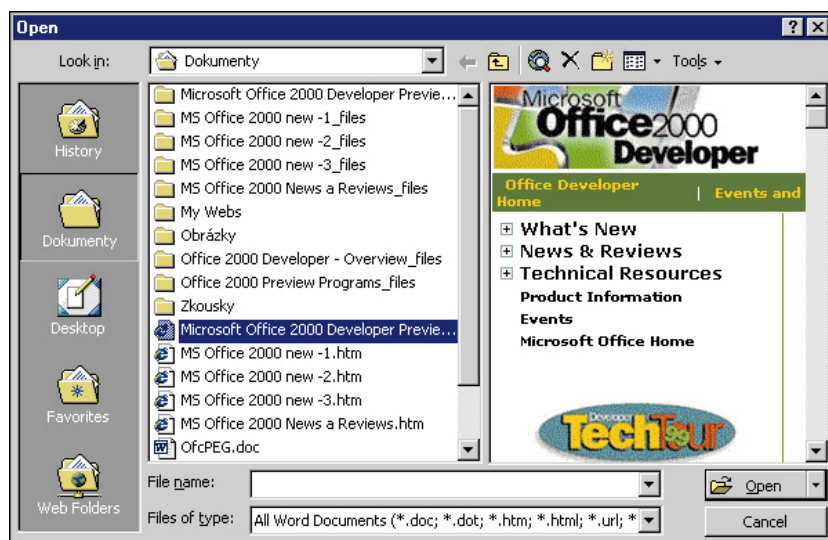 Open
Look in:
Dokumenty
Tools
History
Dokumenty
Desktop
Favorites
Web Folders
Microsoft Office 2000 Developer Previe...
MS Office 2000 new -1_files
MS Office 2000 new -2_files
MS Office 2000 new -3_files
MS Office 2000 News a Reviews_files
My Webs
Obrázky
Office 2000 Developer - Overview_files
Office 2000 Preview Programs_files
Zkousky
Microsoft Office 2000 Developer Previe...
MS Office 2000 new -1.htm
MS Office 2000 new -2.htm
MS Office 2000 new -3.htm
MS Office 2000 News a Reviews.htm
OfcPEG.doc
Microsoft
Office2000
Developer
Office Developer
Home | Events and
What's New
News & Reviews
Technical Resources
Product Information
Events
Microsoft Office Home
Developer
TechTour
99
File name:
Open
Files of type:
All Word Documents (*.doc; *.dot; *.htm; *.html; *.url; *
Cancel